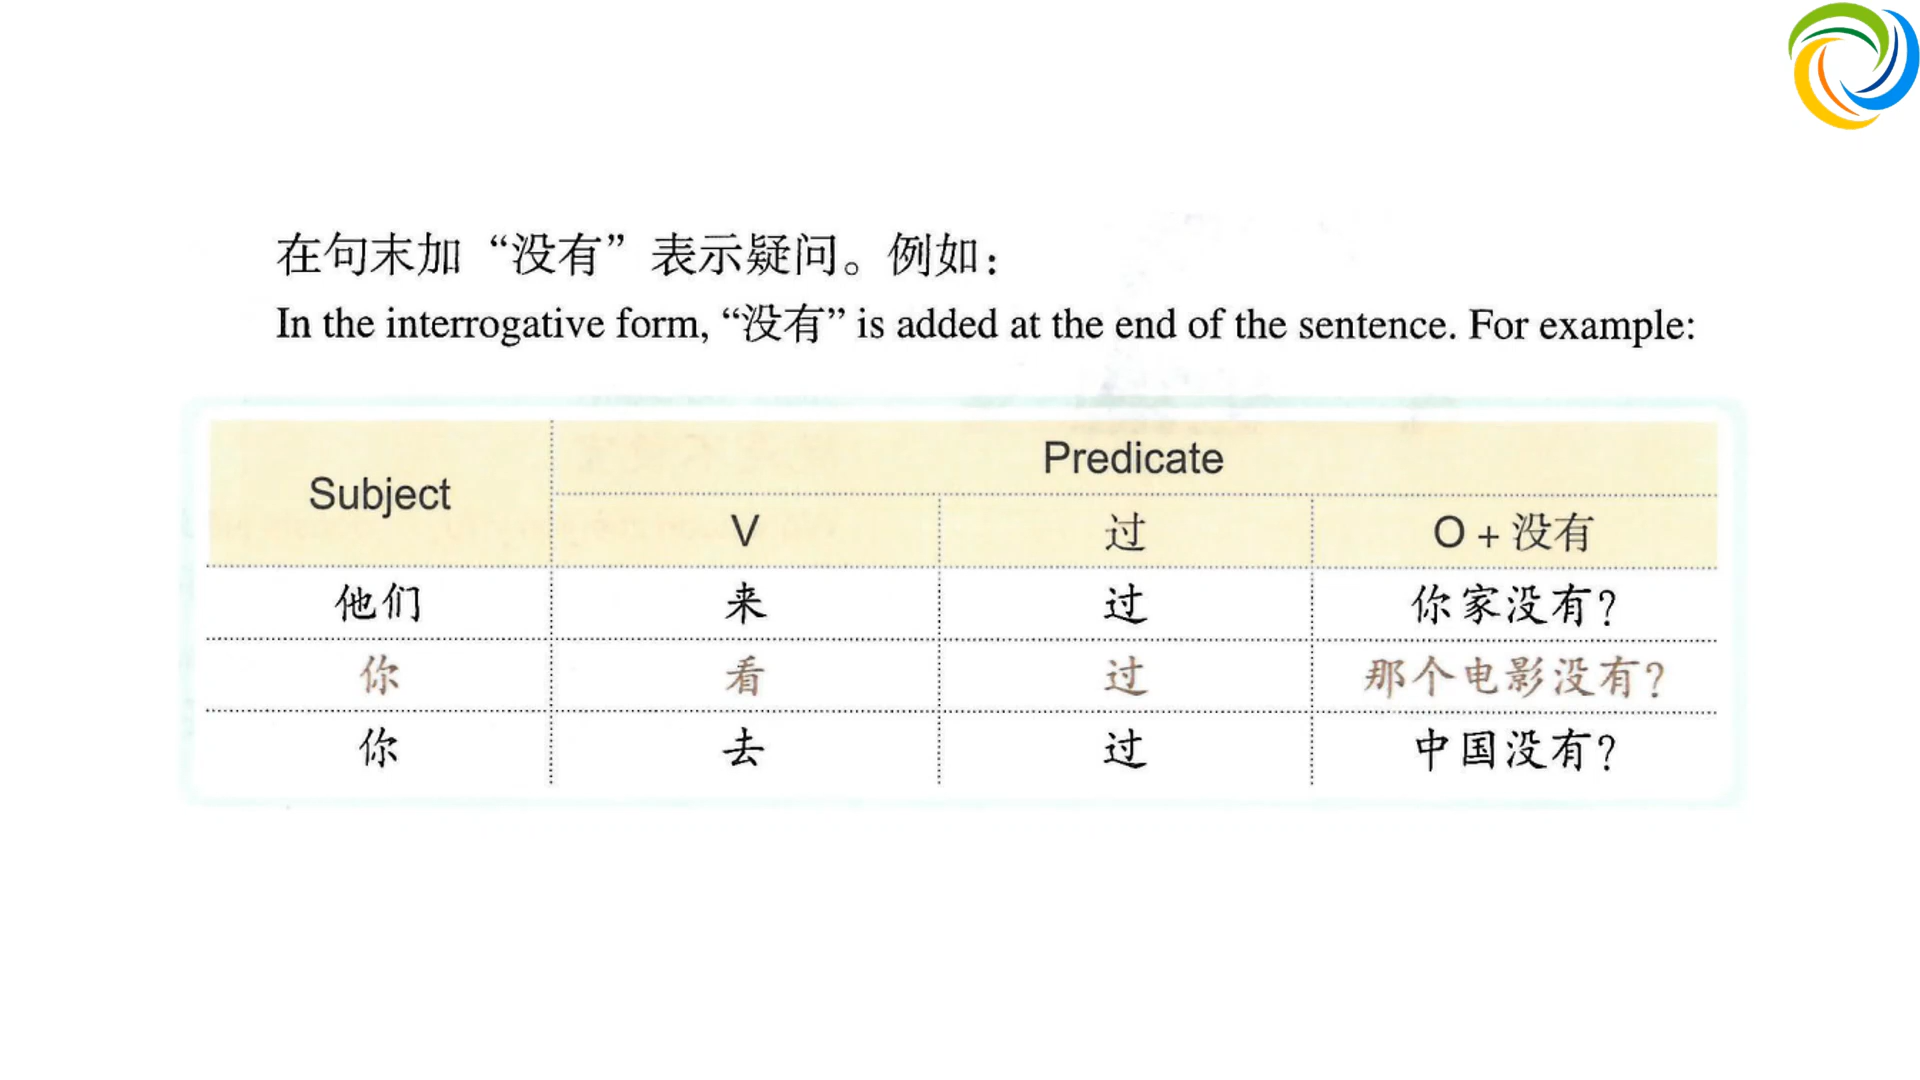 在句末加“没有”表示疑问。例如：
In the interrogative form, “没有” is added at the end of the sentence. For example:
Subject
Predicate
V 过 O + 没有
他们 来 过 你家没有？
你 看 过 那个电影没有？
你 去 过 中国没有？